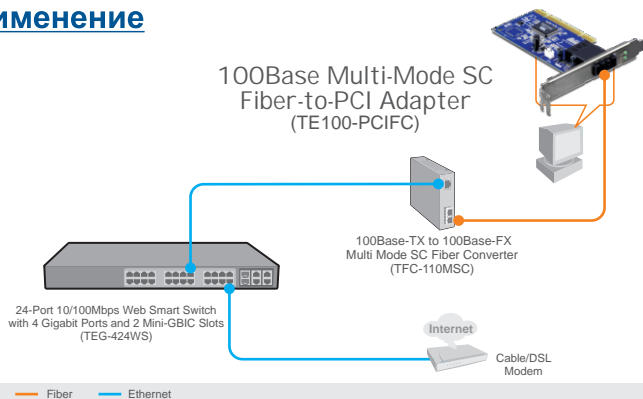 именение
100Base Multi-Mode SC
Fiber-to-PCI Adapter
(TE100-PCIFC)
100Base-TX to 100Base-FX
Multi Mode SC Fiber Converter
(TFC-110MSC)
24-Port 10/100Mbps Web Smart Switch
with 4 Gigabit Ports and 2 Mini-GBIC Slots
(TEG-424WS)
Internet
Cable/DSL
Modem
Fiber
Ethernet